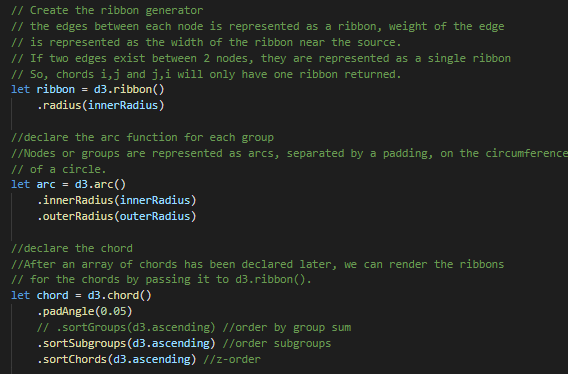 // Create the ribbon generator
// the edges between each node is represented as a ribbon, weight of the edge
// is represented as the width of the ribbon near the source.
// If two edges exist between 2 nodes, they are represented as a single ribbon
// So, chords i,j and j,i will only have one ribbon returned.
let ribbon = d3.ribbon()
.radius(innerRadius)
//declare the arc function for each group
//Nodes or groups are represented as arcs, separated by a padding, on the circumference
// of a circle.
let arc = d3.arc()
.innerRadius(innerRadius)
.outerRadius(outerRadius)
//declare the chord
//After an array of chords has been declared later, we can render the ribbons
// for the chords by passing it to d3.ribbon().
let chord = d3.chord()
.padAngle(0.05)
// .sortGroups(d3.ascending) //order by group sum
.sortSubgroups(d3.ascending) //order subgroups
.sortChords(d3.ascending) //z-order